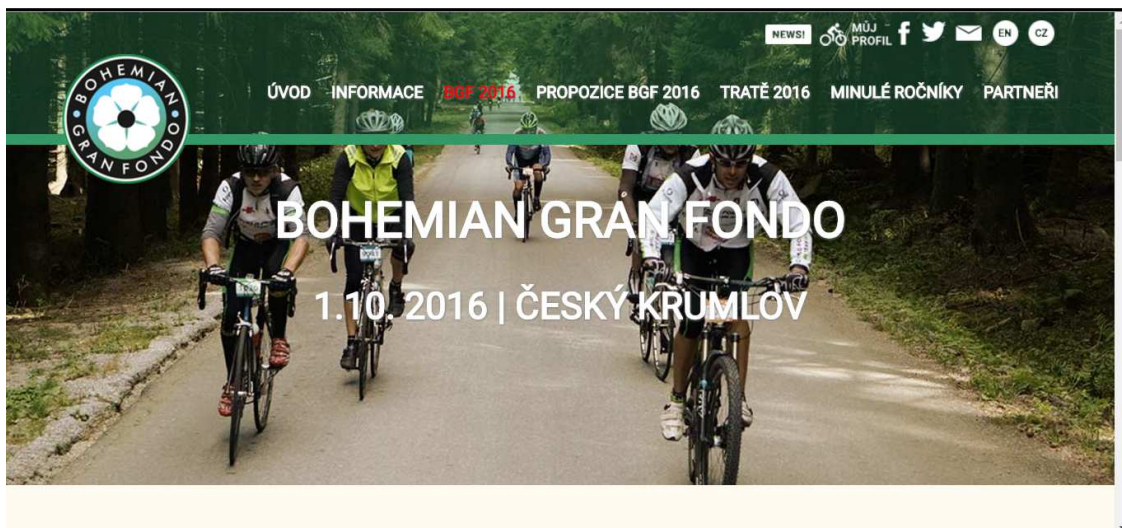 NEWS! MŮJ PROFIL EN CZ
BOHEMIAN GRAN FONDO
ÚVOD INFORMACE BGF 2016 PROPOZICE BGF 2016 TRATĚ 2016 MINULÉ ROČNÍKY PARTNEŘI
BOHEMIAN GRAN FONDO
1.10. 2016 | ČESKÝ KRUMLOV